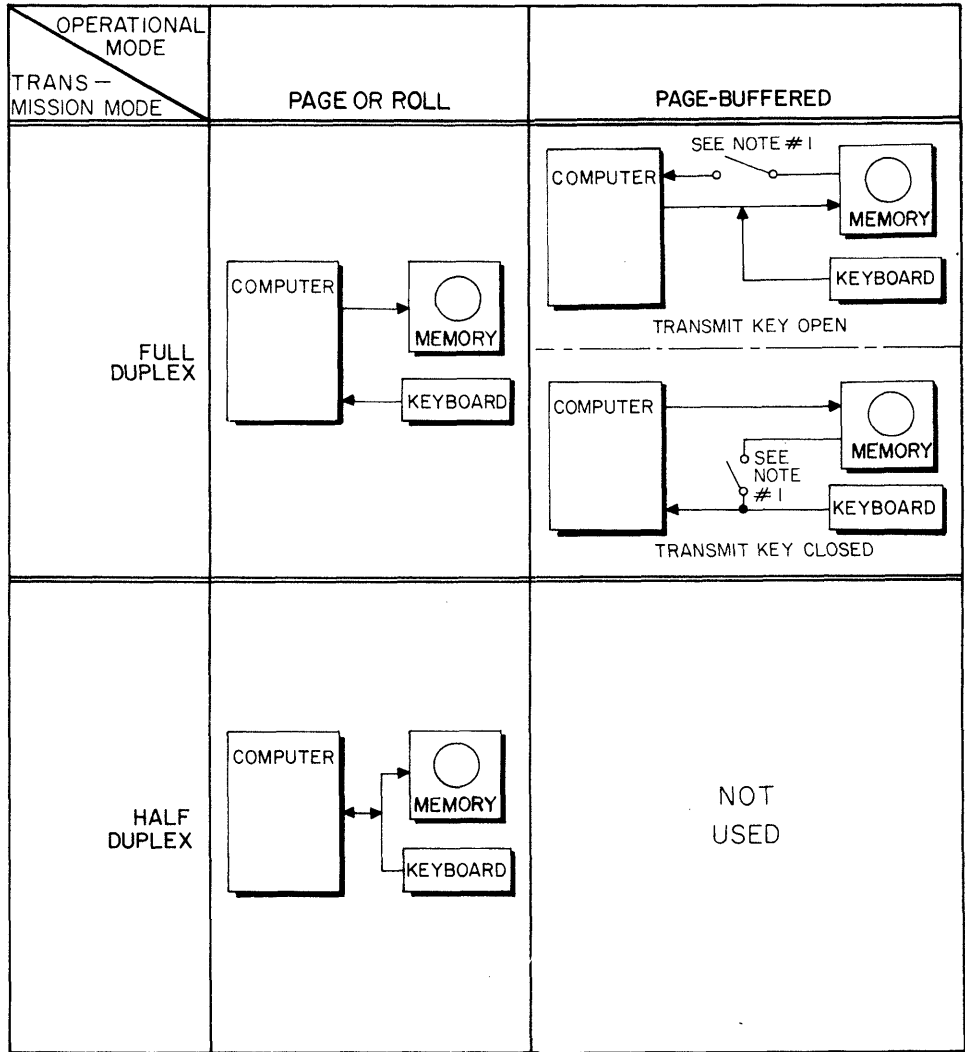 OPERATIONAL
MODE
TRANS-
MISSION MODE
PAGE OR ROLL
PAGE-BUFFERED
FULL
DUPLEX
COMPUTER
MEMORY
KEYBOARD
SEE NOTE #1
COMPUTER
MEMORY
KEYBOARD
TRANSMIT KEY OPEN
COMPUTER
MEMORY
SEE
NOTE
#1
KEYBOARD
TRANSMIT KEY CLOSED
HALF
DUPLEX
COMPUTER
MEMORY
KEYBOARD
NOT
USED